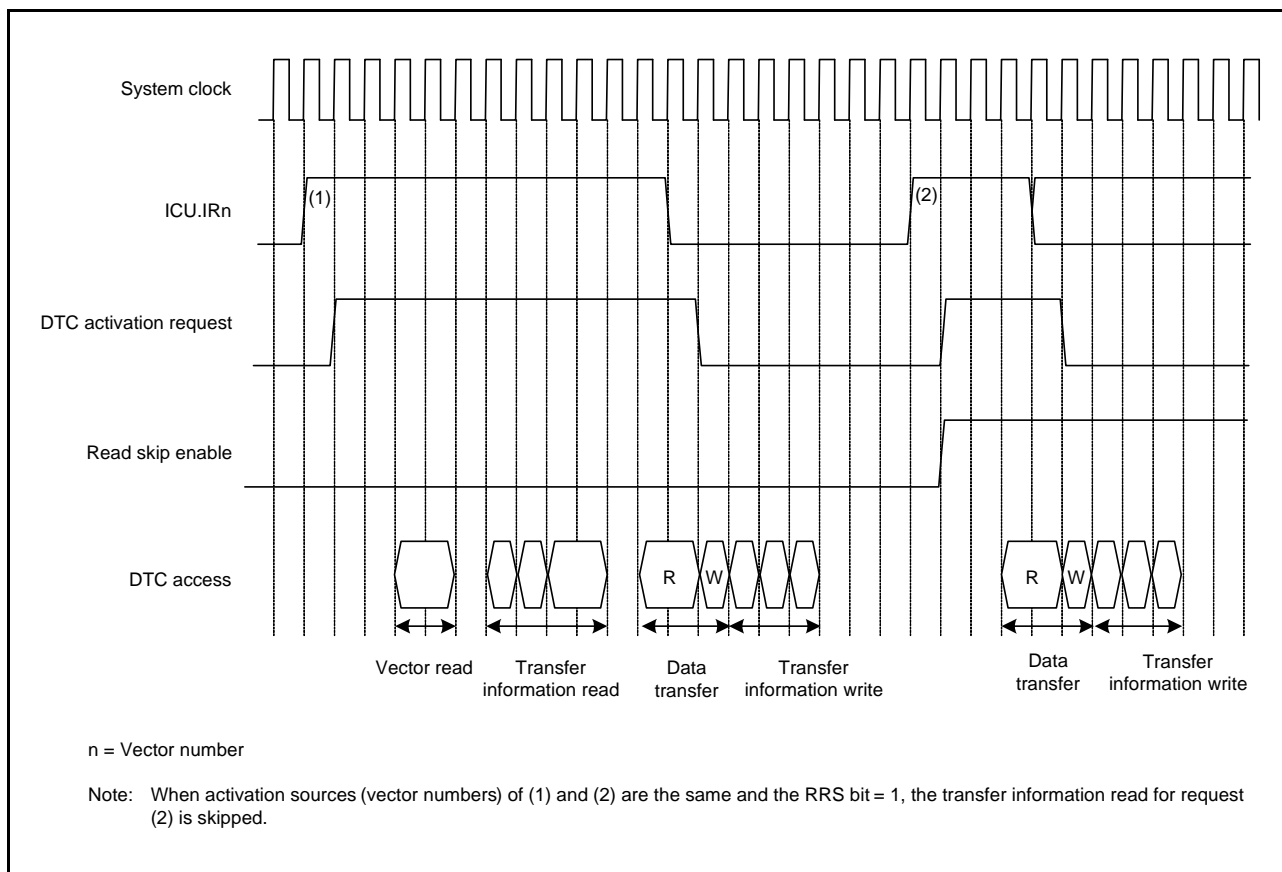 System clock
(1)
(2)
ICU.IRn
DTC activation request
Read skip enable
DTC access
R
W
R
W
Vector read
Transfer
information read
Data
transfer
Transfer
information write
Data
transfer
Transfer
information write
n = Vector number
Note: When activation sources (vector numbers) of (1) and (2) are the same and the RRS bit = 1, the transfer information read for request
(2) is skipped.